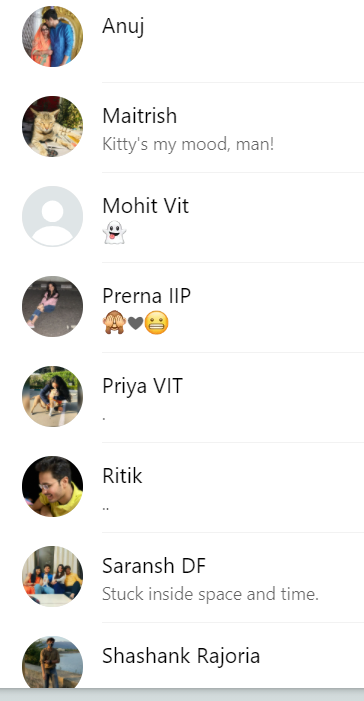 Anuj
Maitrish
Kitty's my mood, man!
Mohit Vit
👻
Prerna IIP
🙈🖤😬
Priya VIT
.
Ritik
..
Saransh DF
Stuck inside space and time.
Shashank Rajoria